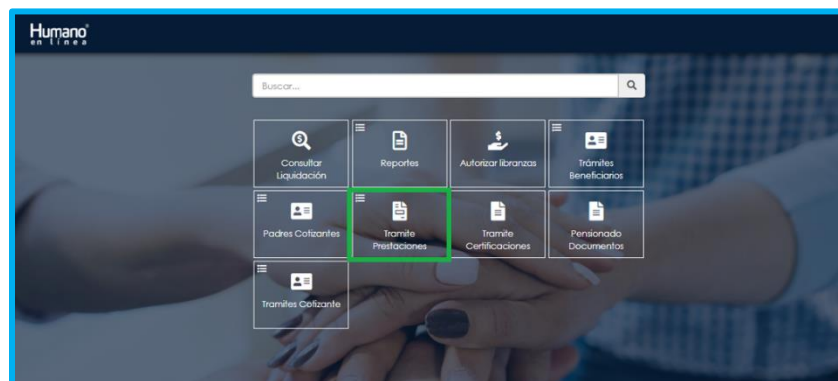 Humano®
en línea
Buscar...
Consultar
Liquidación
Reportes
Autorizar libranzas
Trámites
Beneficiarios
Padres Cotizantes
Tramite
Prestaciones
Tramite
Certificaciones
Pensionado
Documentos
Tramites Cotizante